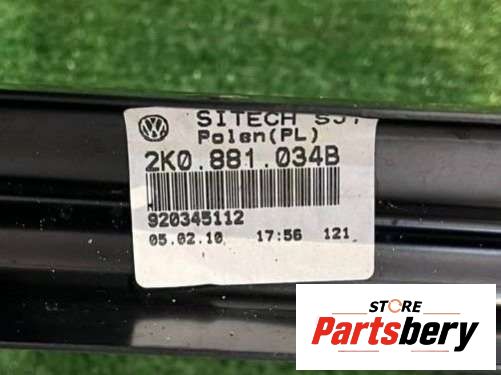 SITECH
Polen(PL)
2K0.881.034B
920345112
05.02.10 17:56 121
STORE
Partsbery